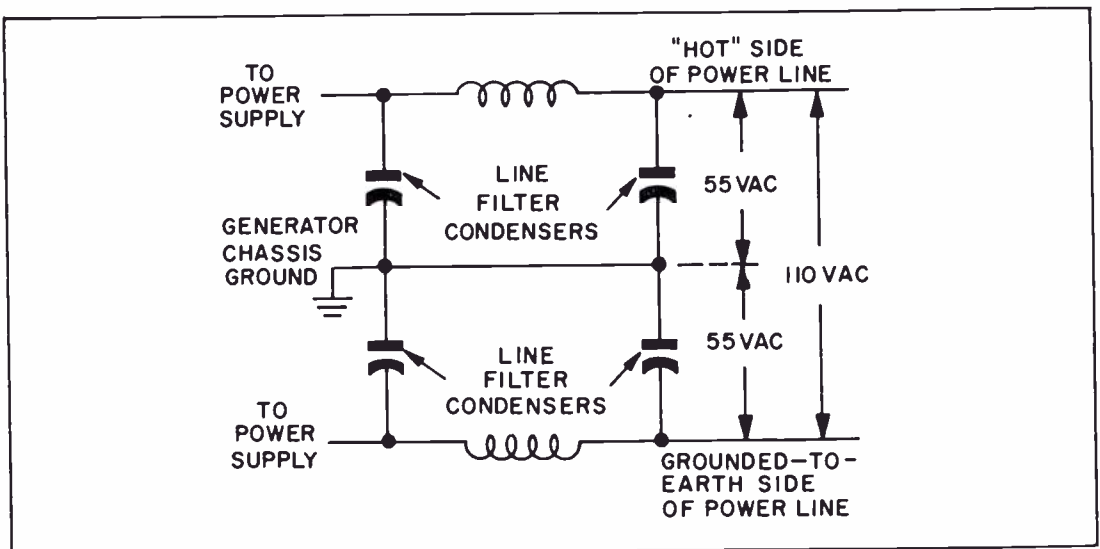 "HOT" SIDE
OF POWER LINE
TO
POWER
SUPPLY
LINE
FILTER
CONDENSERS
55 VAC
GENERATOR
CHASSIS
GROUND
110 VAC
55 VAC
LINE
FILTER
CONDENSERS
TO
POWER
SUPPLY
GROUNDED-TO-
EARTH SIDE
OF POWER LINE